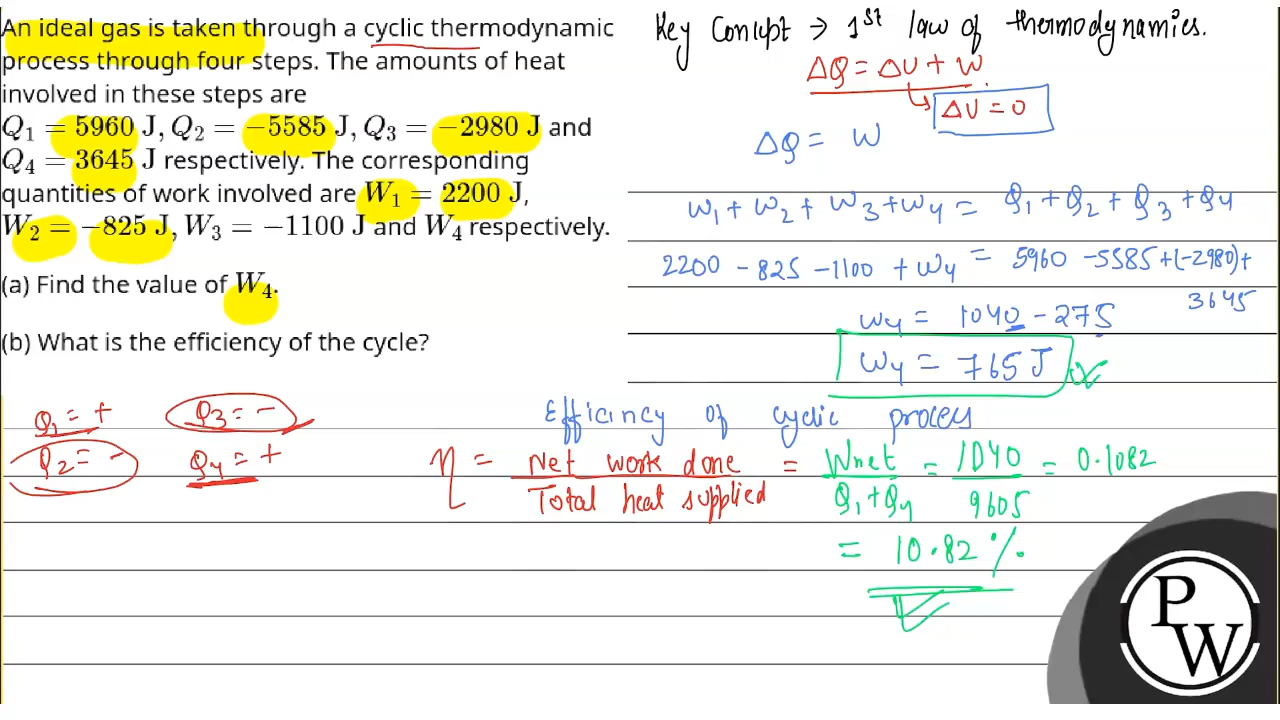 An ideal gas is taken through a cyclic thermodynamic
process through four steps. The amounts of heat
involved in these steps are
Q₁ = 5960 J, Q₂ = −5585 J, Q₃ = −2980 J and
Q₄ = 3645 J respectively. The corresponding
quantities of work involved are W₁ = 2200 J,
W₂ = −825 J, W₃ = −1100 J and W₄ respectively.
(a) Find the value of W₄.
(b) What is the efficiency of the cycle?
Key Concept → 1st law of thermodynamics.
ΔQ = ΔU + W
ΔU = 0
ΔQ = W
W₁ + W₂ + W₃ + W₄ = Q₁ + Q₂ + Q₃ + Q₄
2200 - 825 - 1100 + W₄ = 5960 - 5585 + (-2980) +
3645
W₄ = 1040 - 275
W₄ = 765 J
Q₁ = + Q₃ = -
Q₂ = - Q₄ = +
Efficincy of cyclic process
η = Net work done / Total heat supplied = Wnet / Q₁ + Q₄ = 1040 / 9605 = 0.1082
= 10.82 %
PW